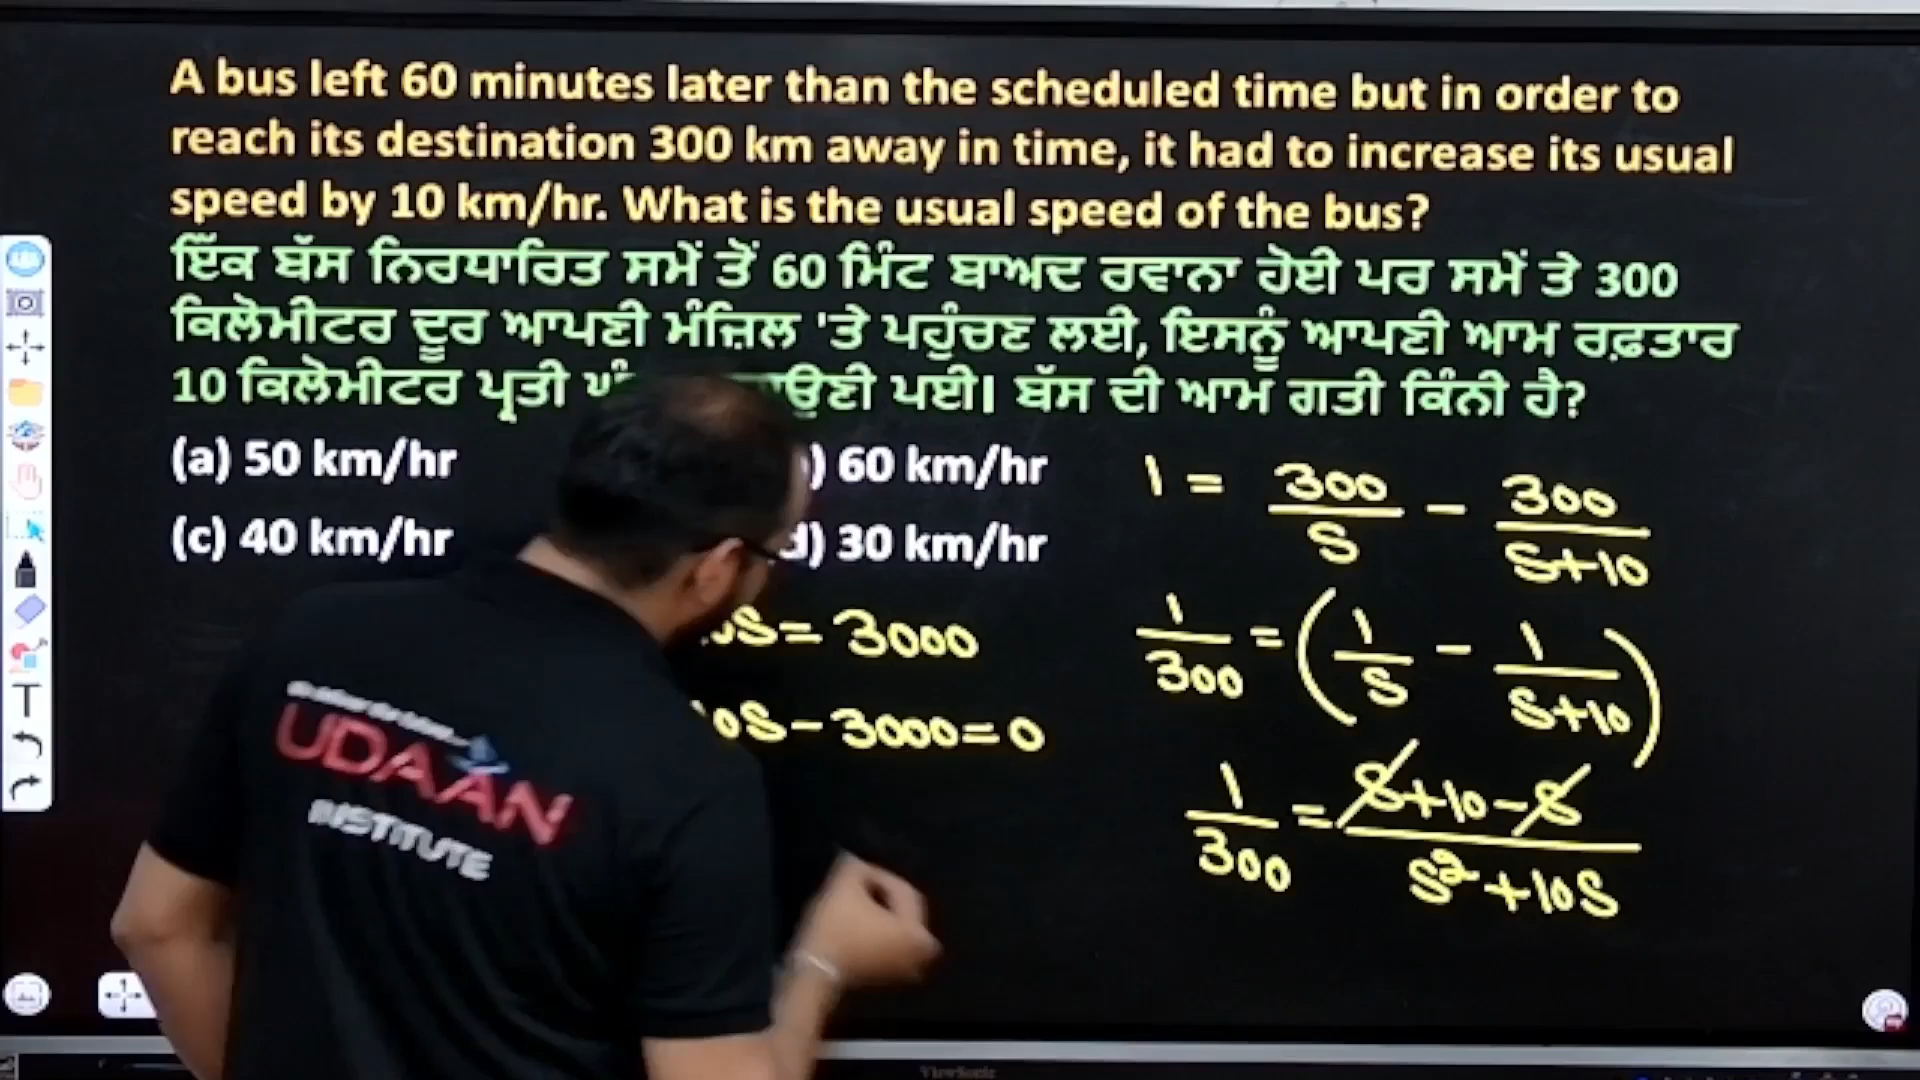 A bus left 60 minutes later than the scheduled time but in order to
reach its destination 300 km away in time, it had to increase its usual
speed by 10 km/hr. What is the usual speed of the bus?
ਇੱਕ ਬੱਸ ਨਿਰਧਾਰਿਤ ਸਮੇਂ ਤੋਂ 60 ਮਿੰਟ ਬਾਅਦ ਰਵਾਨਾ ਹੋਈ ਪਰ ਸਮੇਂ ਤੇ 300
ਕਿਲੋਮੀਟਰ ਦੂਰ ਆਪਣੀ ਮੰਜ਼ਿਲ 'ਤੇ ਪਹੁੰਚਣ ਲਈ, ਇਸਨੂੰ ਆਪਣੀ ਆਮ ਰਫ਼ਤਾਰ
10 ਕਿਲੋਮੀਟਰ ਪ੍ਰਤੀ ਪਈ। ਬੱਸ ਦੀ ਆਮ ਗਤੀ ਕਿੰਨੀ ਹੈ?
(a) 50 km/hr ) 60 km/hr
(c) 40 km/hr d) 30 km/hr
1 = 300/S - 300/S+10
1/300 = (1/S - 1/S+10)
1/300 = S+10-S/S²+10S
0S = 3000
0S - 3000 = 0
UDAAN
INSTITUTE
ViewSonic